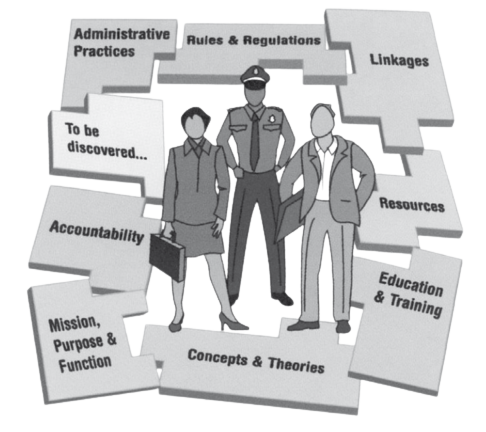 Administrative
Practices
Rules & Regulations
Linkages
To be
discovered...
Accountability
Resources
Education
& Training
Mission,
Purpose &
Function
Concepts & Theories